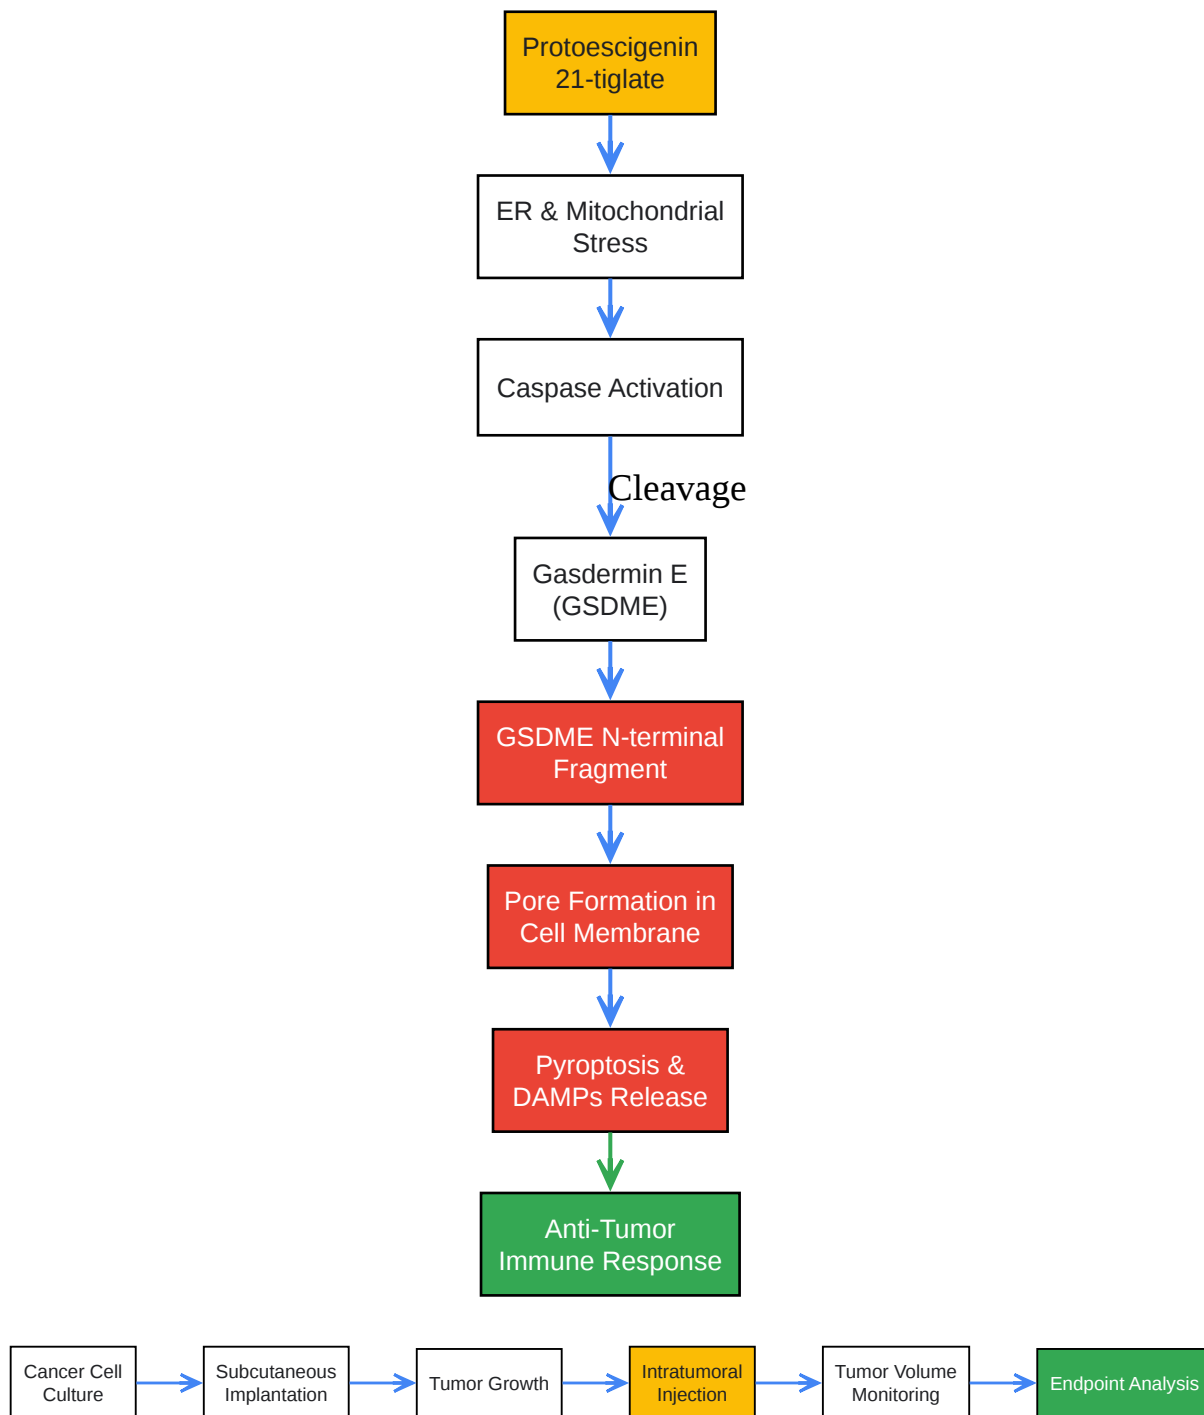 Protoescigenin
21-tiglate
ER & Mitochondrial
Stress
Caspase Activation
Cleavage
Gasdermin E
(GSDME)
GSDME N-terminal
Fragment
Pore Formation in
Cell Membrane
Pyroptosis &
DAMPs Release
Anti-Tumor
Immune Response
Cancer Cell
Culture
Subcutaneous
Implantation
Tumor Growth
Intratumoral
Injection
Tumor Volume
Monitoring
Endpoint Analysis